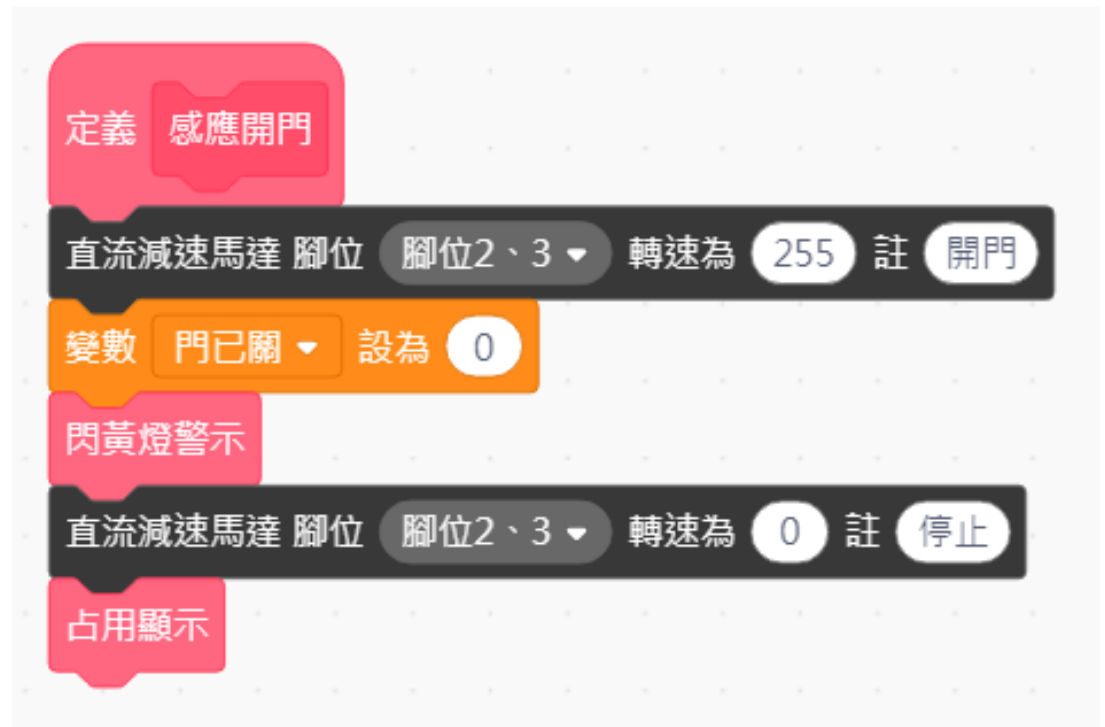 定義 感應開門
直流減速馬達 腳位 腳位2、3 轉速為 255 註 開門
變數 門已關 設為 0
閃黃燈警示
直流減速馬達 腳位 腳位2、3 轉速為 0 註 停止
占用顯示